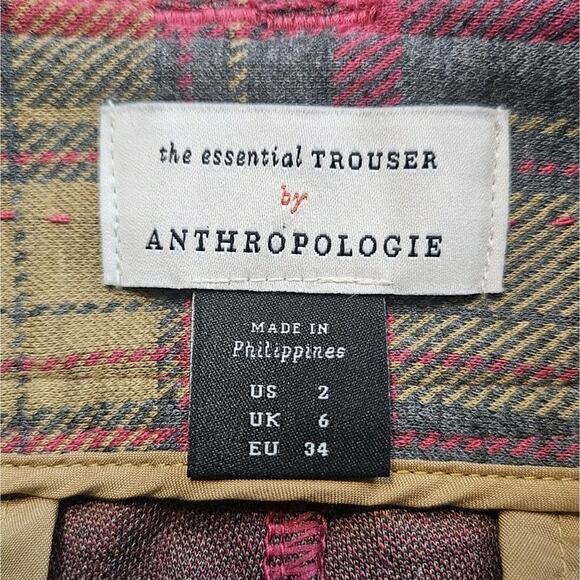 the essential TROUSER
by
ANTHROPOLOGIE
MADE IN
Philippines
US 2
UK 6
EU 34